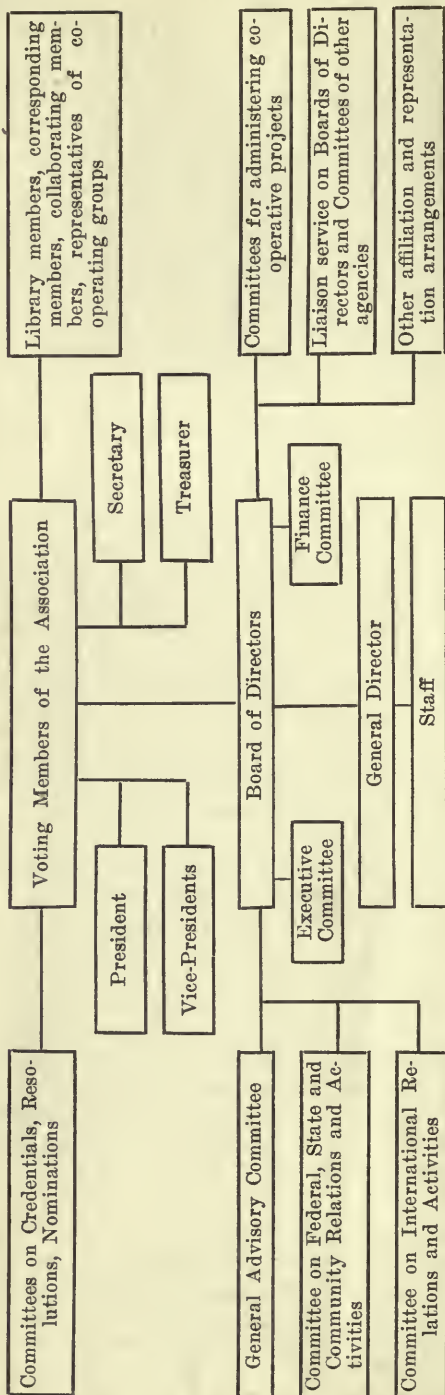 Committees on Credentials, Reso-
lutions, Nominations
Voting Members of the Association
Library members, corresponding
members, collaborating mem-
bers, representatives of co-
operating groups
President
Vice-Presidents
Secretary
Treasurer
General Advisory Committee
Committee on Federal, State and
Community Relations and Ac-
tivities
Committee on International Re-
lations and Activities
Board of Directors
Executive
Committee
Finance
Committee
General Director
Staff
Committees for administering co-
operative projects
Liaison service on Boards of Di-
rectors and Committees of other
agencies
Other affiliation and representa-
tion arrangements